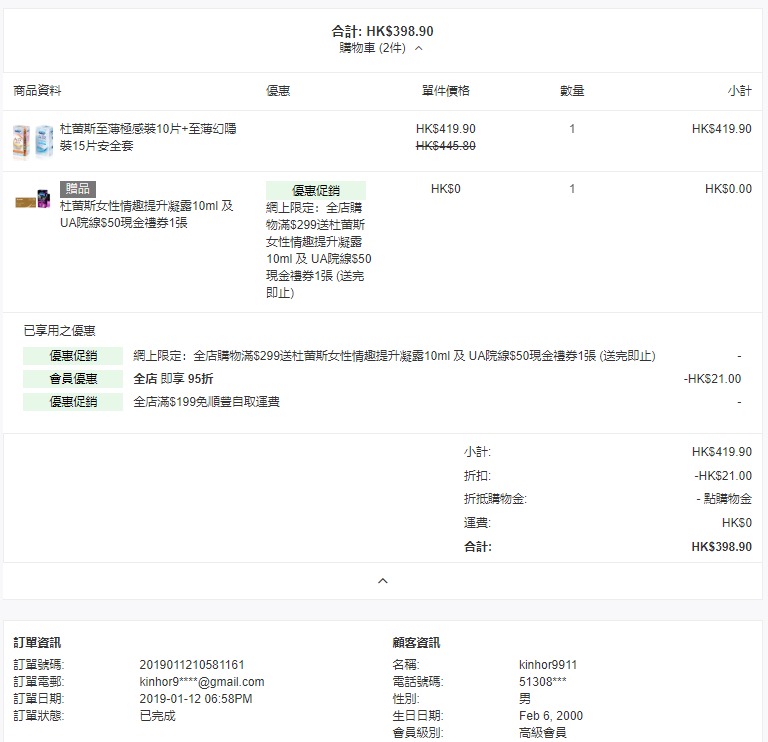 合計: HK$398.90
購物車 (2件)
商品資料 優惠 單件價格 數量 小計
杜蕾斯至薄極感裝10片+至薄幻隱 HK$419.90 1 HK$419.90
裝15片安全套 HK$445.80
贈品 優惠促銷 HK$0 1 HK$0.00
杜蕾斯女性情趣提升凝露10ml 及
UA院線$50現金禮券1張
網上限定：全店購
物滿$299送杜蕾斯
女性情趣提升凝露
10ml 及 UA院線$50
現金禮券1張 (送完
即止)
已享用之優惠
優惠促銷 網上限定：全店購物滿$299送杜蕾斯女性情趣提升凝露10ml 及 UA院線$50現金禮券1張 (送完即止) -
會員優惠 全店 即享 95折 -HK$21.00
優惠促銷 全店滿$199免順豐自取運費 -
小計: HK$419.90
折扣: -HK$21.00
折抵購物金: - 點購物金
運費: HK$0
合計: HK$398.90
訂單資訊
訂單號碼: 2019011210581161
訂單電郵: kinhor9****@gmail.com
訂單日期: 2019-01-12 06:58PM
訂單狀態: 已完成
顧客資訊
名稱: kinhor9911
電話號碼: 51308***
性別: 男
生日日期: Feb 6, 2000
會員級別: 高級會員